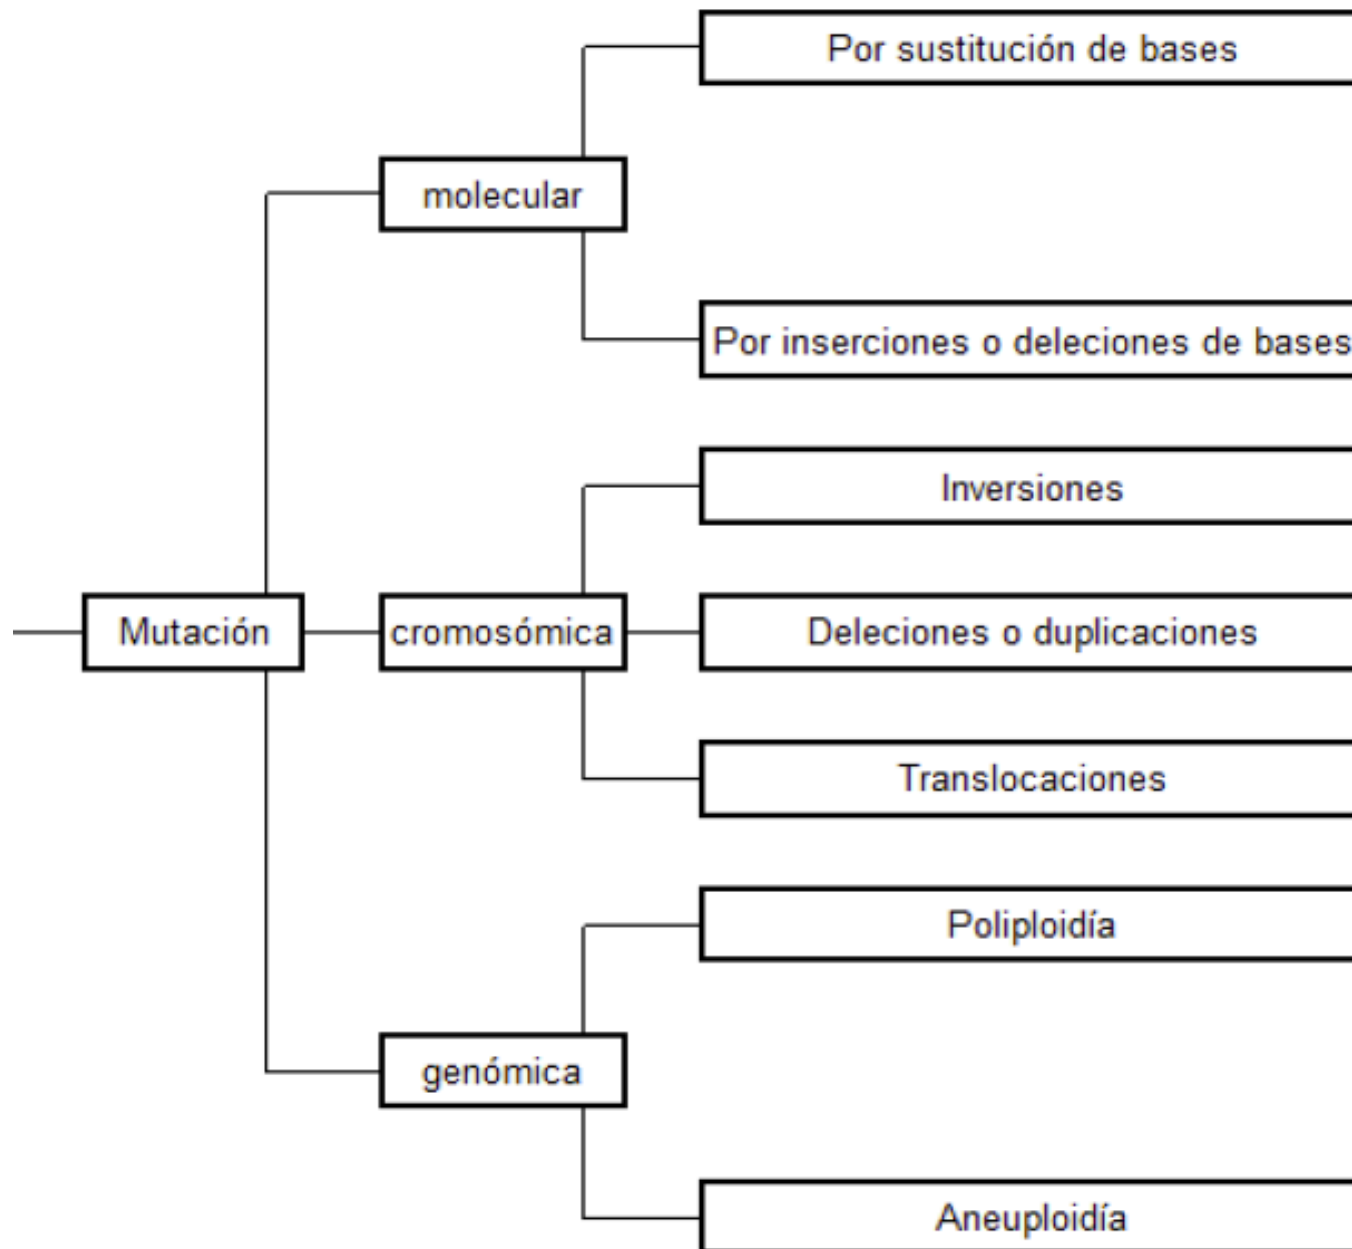 Por sustitución de bases
molecular
Por inserciones o deleciones de bases
Inversiones
Mutación
cromosómica
Deleciones o duplicaciones
Translocaciones
Poliploidía
genómica
Aneuploidía